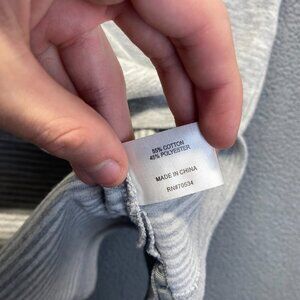 55% COTTON
45% POLYESTER
MADE IN CHINA
RN#70534